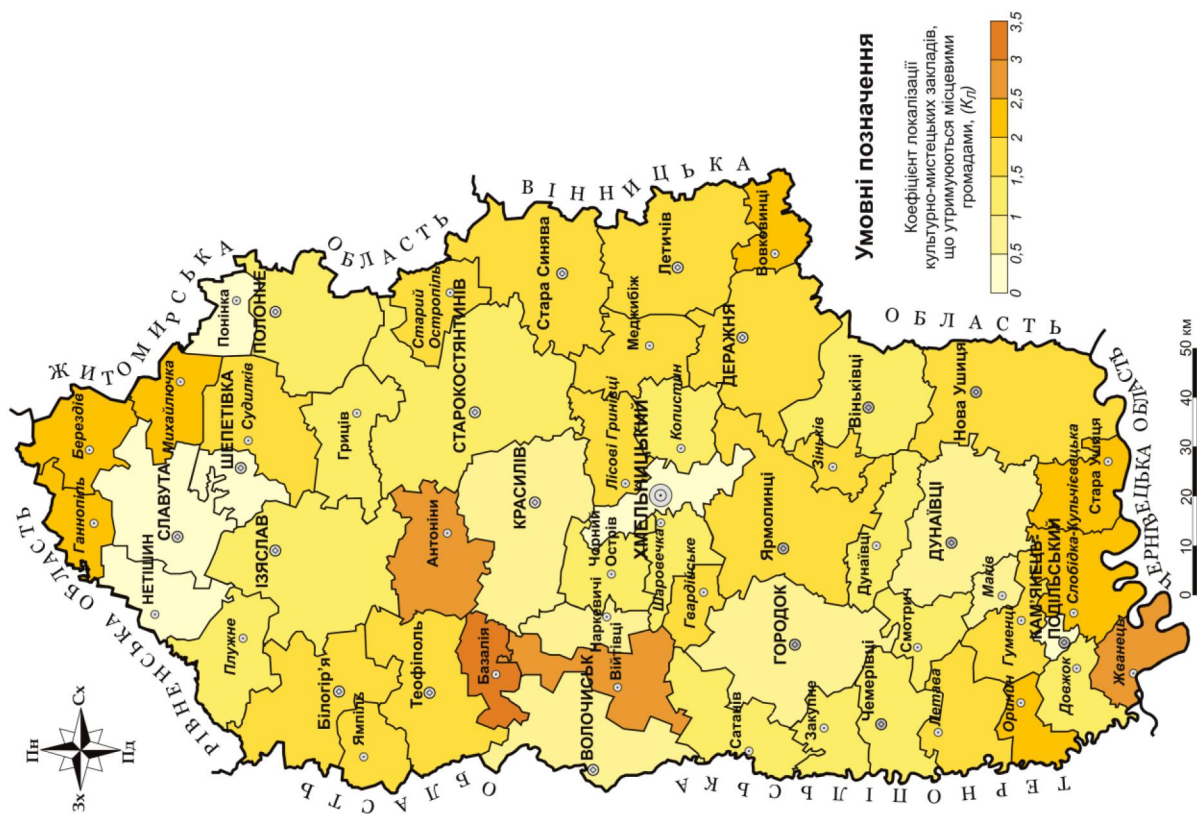 Пн
Сх
Пд
Зх
РІВНЕНСЬКА ОБЛАСТЬ
ЖИТОМИРСЬКА
ОБЛАСТЬ
ВІННИЦЬКА
ОБЛАСТЬ
ЧЕРНІВЕЦЬКА ОБЛАСТЬ
ТЕРНОПІЛЬСЬКА
ОБЛАСТЬ
Ганнопіль
Берездів
НЕТІШИН
СЛАВУТА
Михайлючка
Понінка
ПОЛОННЕ
ШЕПЕТІВКА
Судилків
Плужне
ІЗЯСЛАВ
Гриців
Білогір'я
Ямпіль
Теофіполь
Антоніни
СТАРОКОСТЯНТИНІВ
Старий
Остропіль
Базалія
КРАСИЛІВ
Стара Синява
ВОЛОЧИСЬК
Війтівці
Наркевичі
Чорний
Острів
Лісові Гринівці
ХМЕЛЬНИЦЬКИЙ
Копистин
Меджибіж
Летичів
Вовковинці
ДЕРАЖНЯ
Шаровечка
Гвардійське
Сатанів
ГОРОДОК
Ярмолинці
Зіньків
Віньківці
Закупне
Чемерівці
Смотрич
Дунаївці
ДУНАЇВЦІ
Нова Ушиця
Летава
Маків
Гуменці
Оринин
КАМ'ЯНЕЦЬ-
ПОДІЛЬСЬКИЙ
Слобідка-Кульчієвецька
Стара Ушиця
Довжок
Жванець
Умовні позначення
Коефіцієнт локалізації
культурно-мистецьких закладів,
що утримуються місцевими
громадами, (Кл)
0 0,5 1 1,5 2 2,5 3 3,5
0 10 20 30 40 50 км